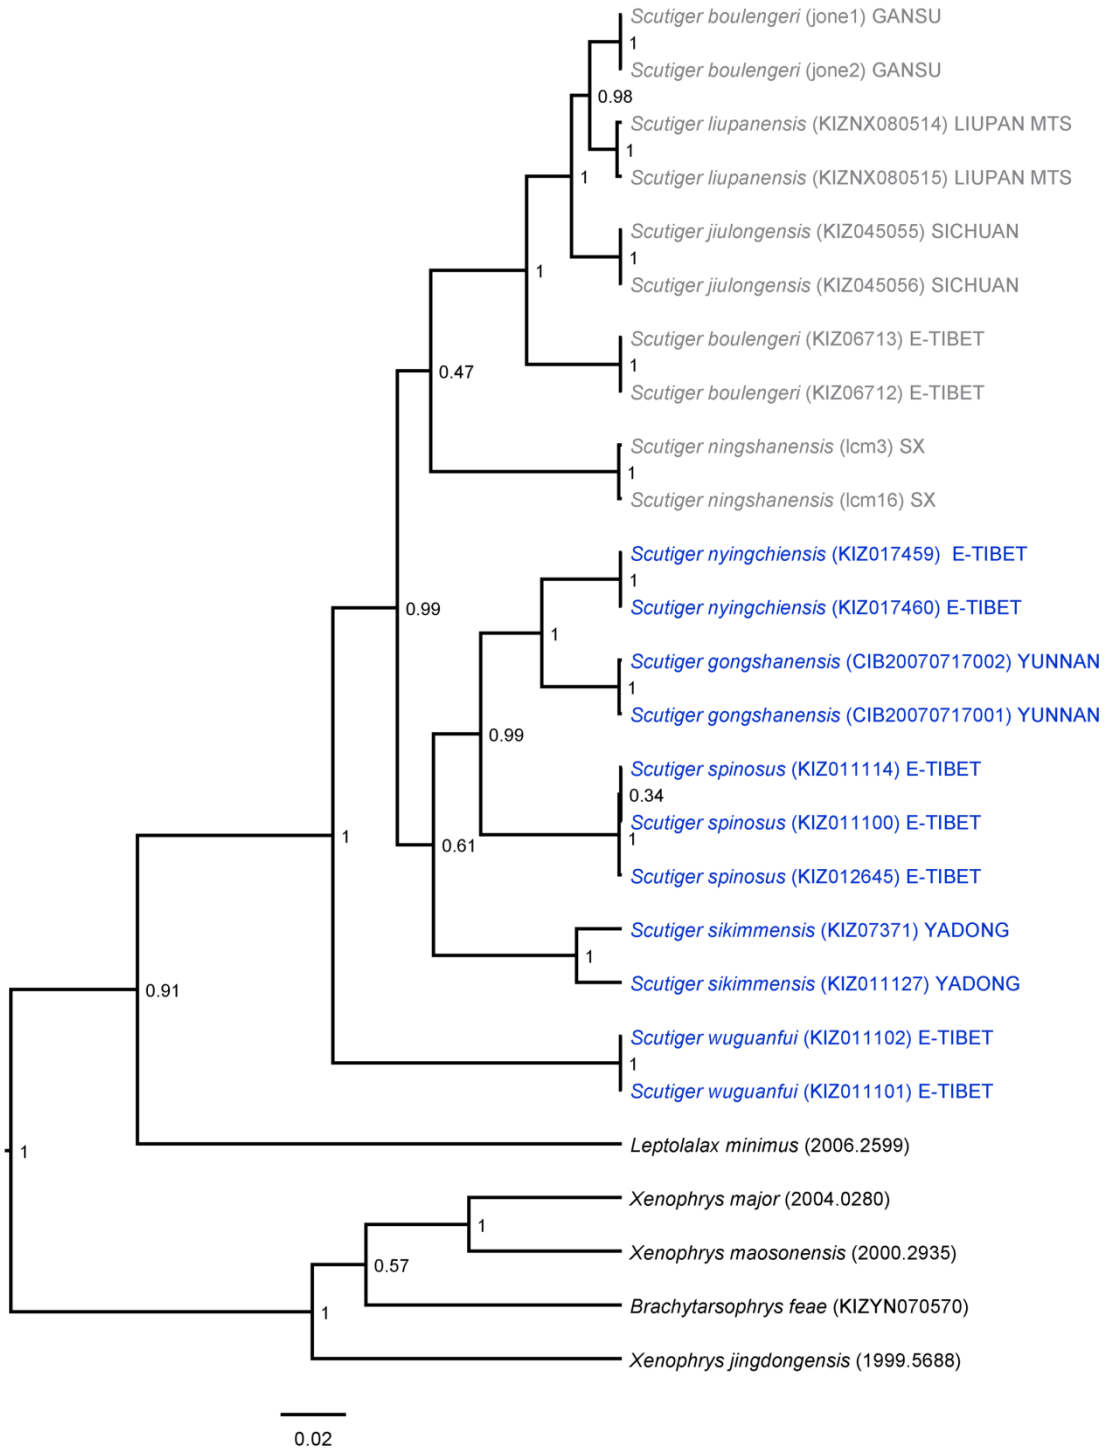 Scutiger boulengeri (jone1) GANSU
1
Scutiger boulengeri (jone2) GANSU
0.98
Scutiger liupanensis (KIZNX080514) LIUPAN MTS
1
Scutiger liupanensis (KIZNX080515) LIUPAN MTS
1
Scutiger jiulongensis (KIZ045055) SICHUAN
1
1
Scutiger jiulongensis (KIZ045056) SICHUAN
Scutiger boulengeri (KIZ06713) E-TIBET
1
0.47
Scutiger boulengeri (KIZ06712) E-TIBET
Scutiger ningshanensis (lcm3) SX
1
Scutiger ningshanensis (lcm16) SX
Scutiger nyingchiensis (KIZ017459) E-TIBET
1
Scutiger nyingchiensis (KIZ017460) E-TIBET
0.99
1
Scutiger gongshanensis (CIB20070717002) YUNNAN
1
Scutiger gongshanensis (CIB20070717001) YUNNAN
0.99
Scutiger spinosus (KIZ011114) E-TIBET
0.34
Scutiger spinosus (KIZ011100) E-TIBET
1
1
0.61
Scutiger spinosus (KIZ012645) E-TIBET
Scutiger sikimmensis (KIZ07371) YADONG
1
Scutiger sikimmensis (KIZ011127) YADONG
0.91
Scutiger wuguanfui (KIZ011102) E-TIBET
1
Scutiger wuguanfui (KIZ011101) E-TIBET
Leptolalax minimus (2006.2599)
1
Xenophrys major (2004.0280)
1
Xenophrys maosonensis (2000.2935)
0.57
Brachytarsophrys feae (KIZYN070570)
1
Xenophrys jingdongensis (1999.5688)
0.02